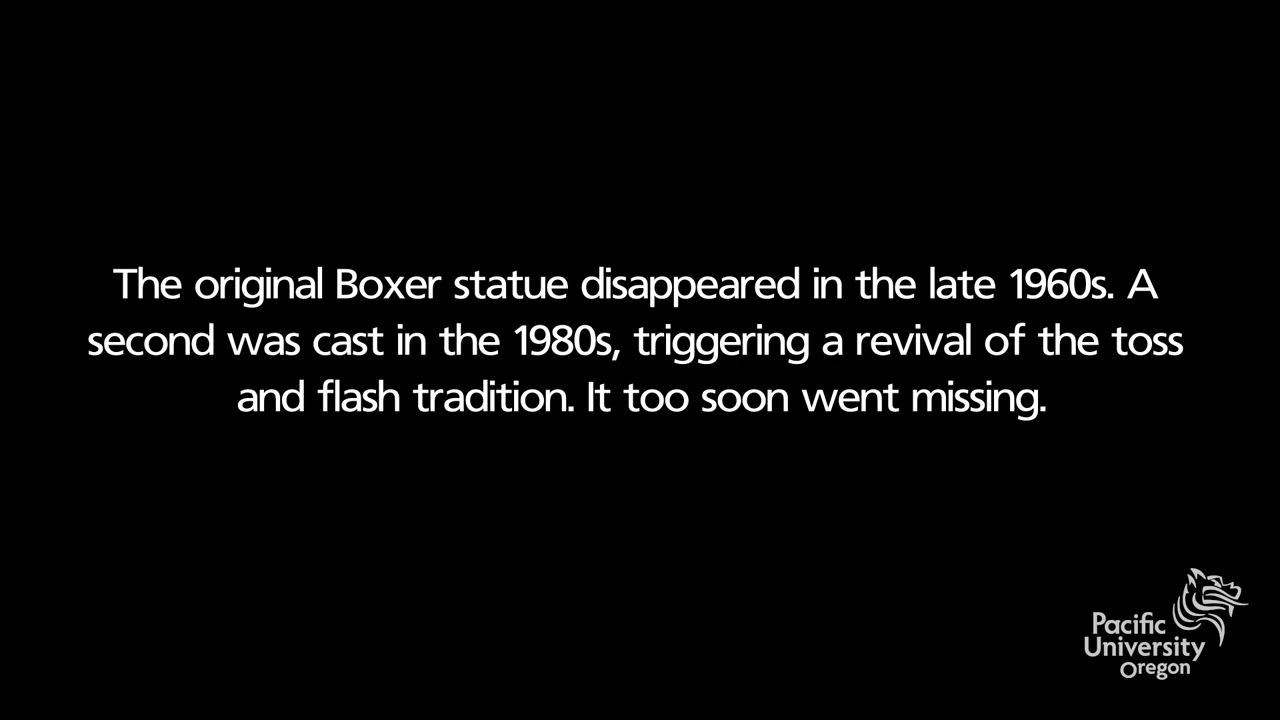 The original Boxer statue disappeared in the late 1960s. A
second was cast in the 1980s, triggering a revival of the toss
and flash tradition. It too soon went missing.
Pacific
University
Oregon